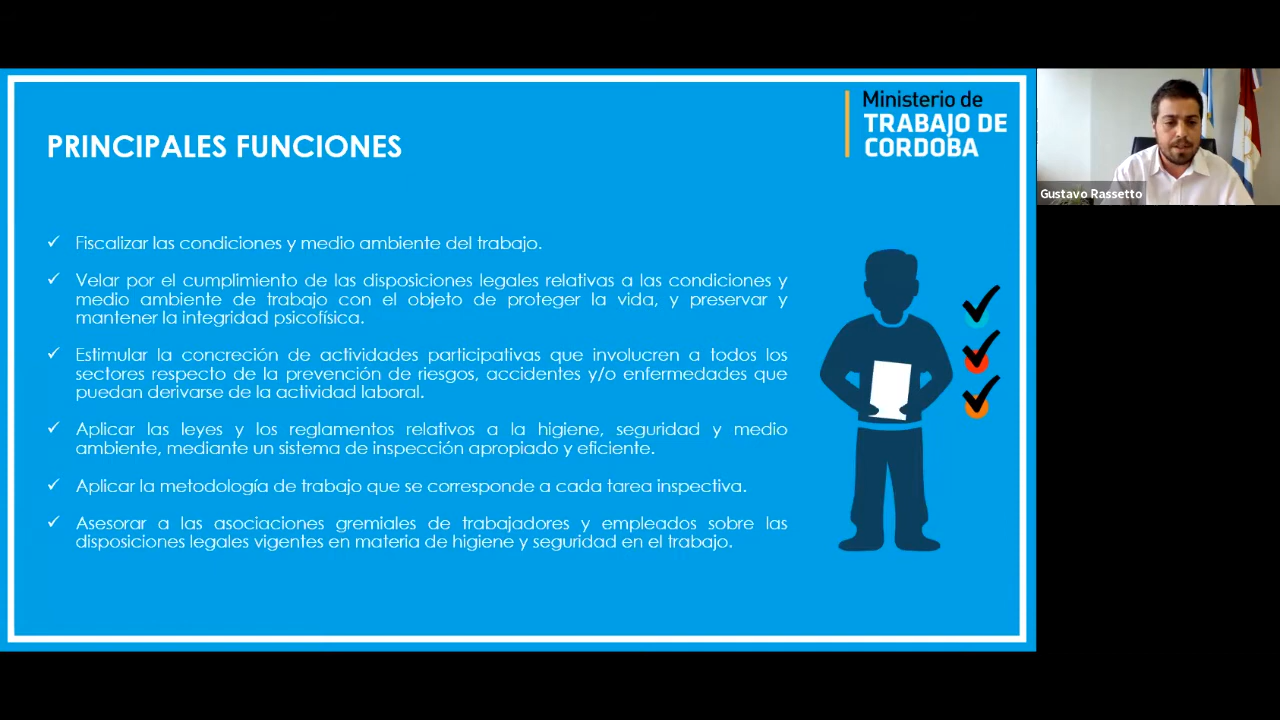 Ministerio de
TRABAJO DE
CORDOBA
PRINCIPALES FUNCIONES
Gustavo Rassetto
✓ Fiscalizar las condiciones y medio ambiente del trabajo.
✓ Velar por el cumplimiento de las disposiciones legales relativas a las condiciones y
medio ambiente de trabajo con el objeto de proteger la vida, y preservar y
mantener la integridad psicofísica.
✓ Estimular la concreción de actividades participativas que involucren a todos los
sectores respecto de la prevención de riesgos, accidentes y/o enfermedades que
puedan derivarse de la actividad laboral.
✓ Aplicar las leyes y los reglamentos relativos a la higiene, seguridad y medio
ambiente, mediante un sistema de inspección apropiado y eficiente.
✓ Aplicar la metodología de trabajo que se corresponde a cada tarea inspectiva.
✓ Asesorar a las asociaciones gremiales de trabajadores y empleados sobre las
disposiciones legales vigentes en materia de higiene y seguridad en el trabajo.